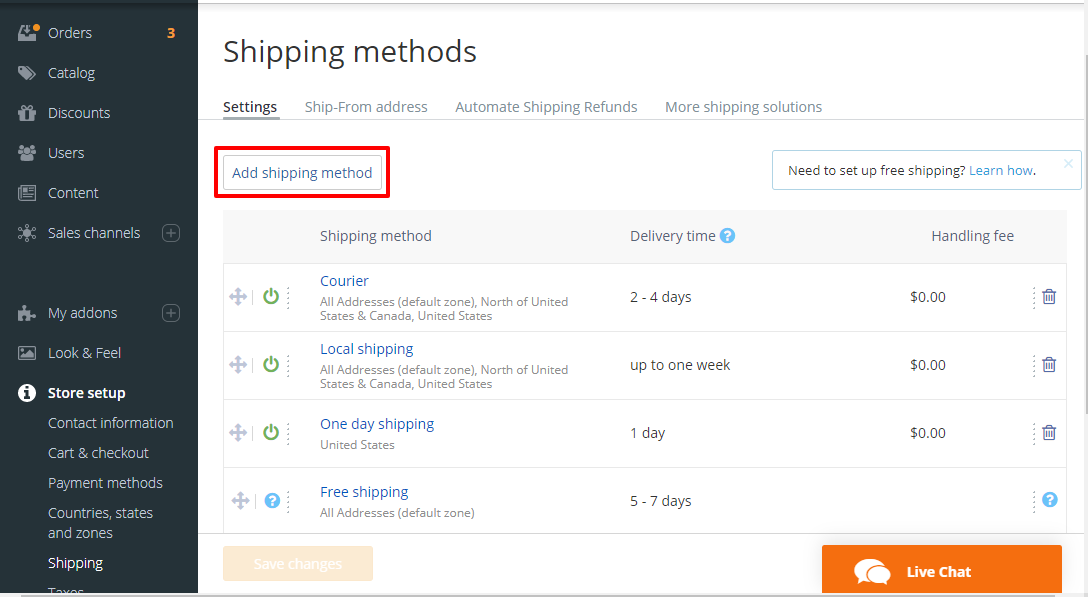 Orders 3
Catalog
Discounts
Users
Content
Sales channels
My addons
Look & Feel
Store setup
Contact information
Cart & checkout
Payment methods
Countries, states
and zones
Shipping
Taxes
Shipping methods
Settings Ship-From address Automate Shipping Refunds More shipping solutions
Add shipping method
Need to set up free shipping? Learn how.
Shipping method Delivery time ? Handling fee
Courier
All Addresses (default zone), North of United
States & Canada, United States
2 - 4 days
$0.00
Local shipping
All Addresses (default zone), North of United
States & Canada, United States
up to one week
$0.00
One day shipping
United States
1 day
$0.00
?
Free shipping
All Addresses (default zone)
5 - 7 days
?
Save changes
Live Chat